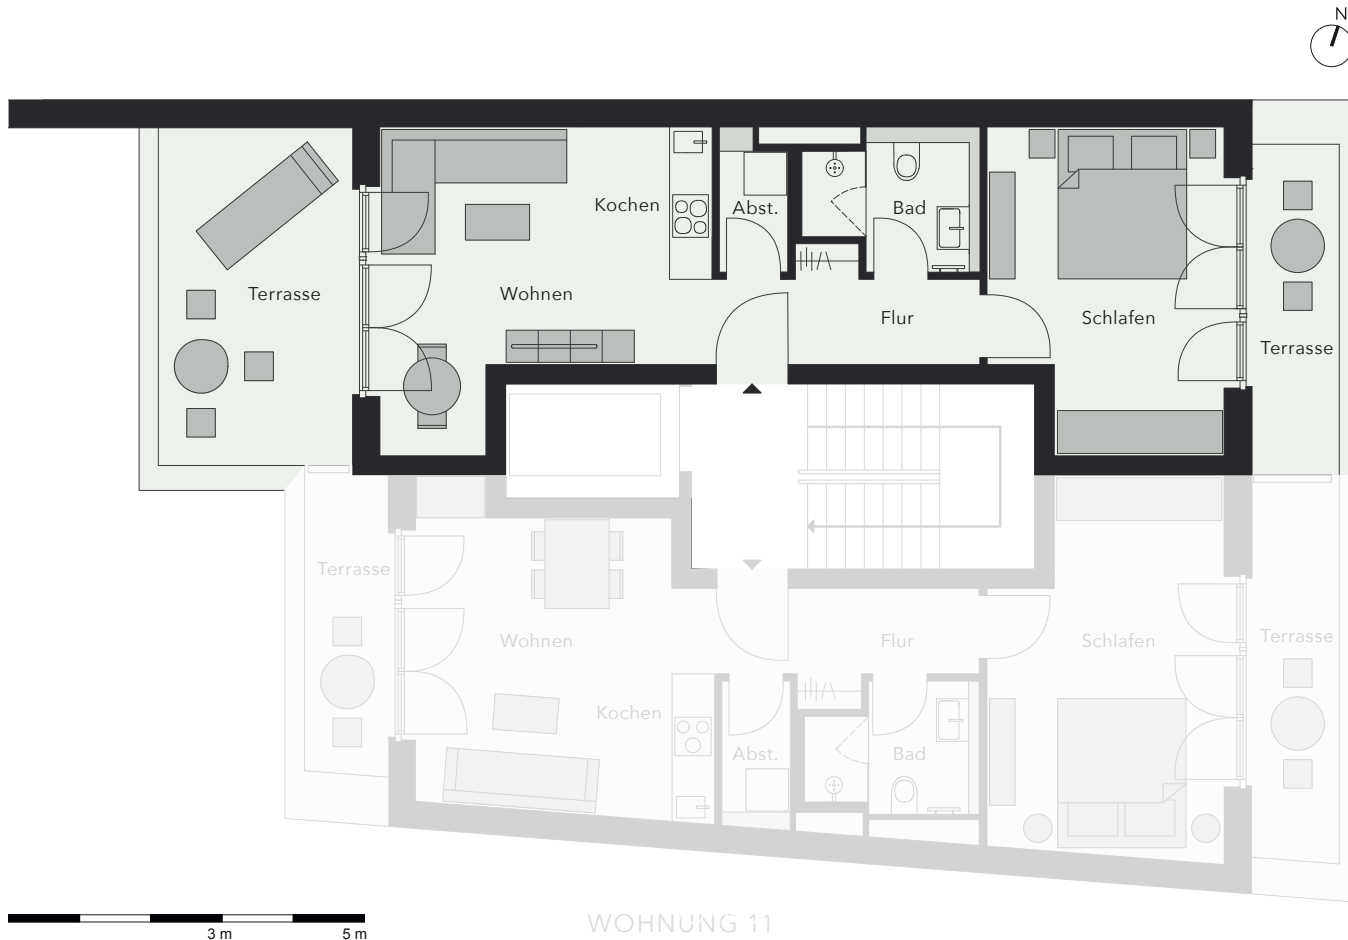 N
Kochen
Abst.
Bad
Terrasse
Wohnen
Flur
Schlafen
Terrasse
Terrasse
Wohnen
Flur
Schlafen
Terrasse
Kochen
Abst.
Bad
3 m
5 m
WOHNUNG 11